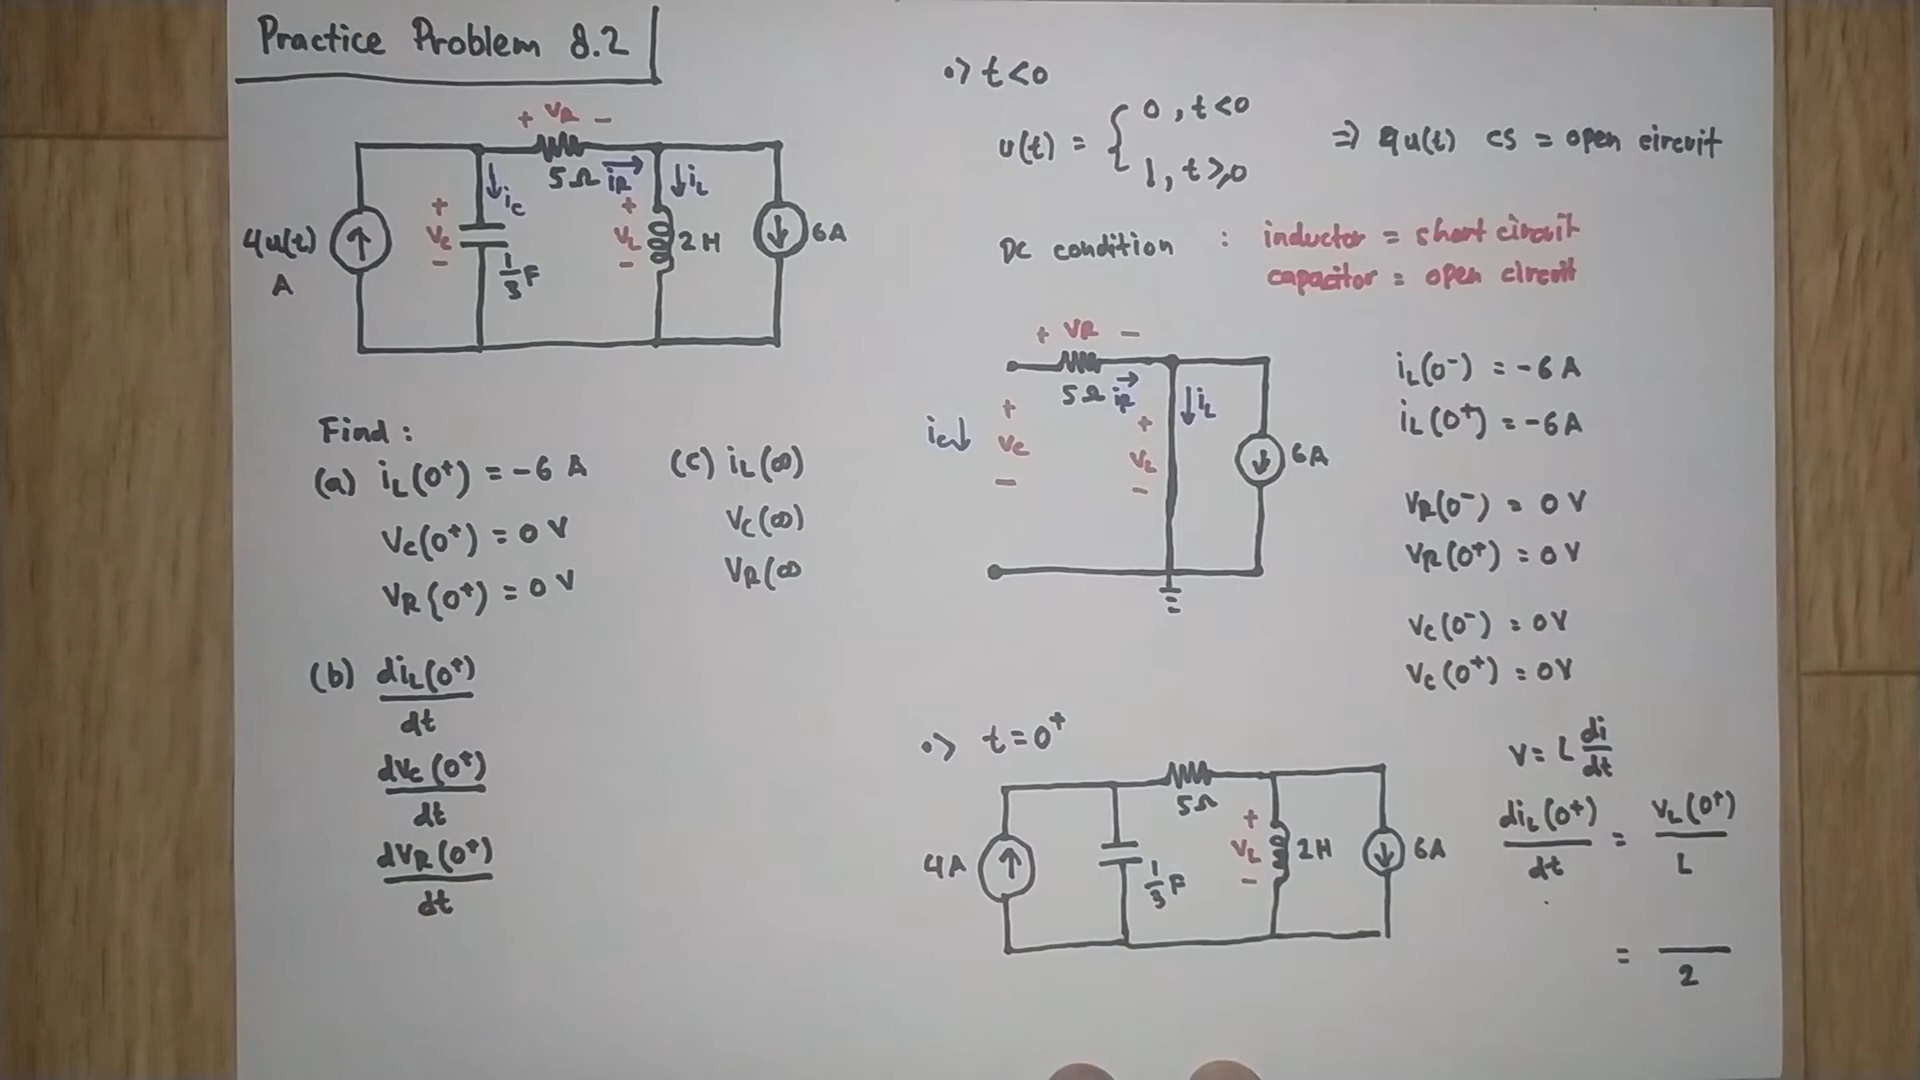 Practice Problem 8.2
+ VR −
5Ω iR
iC
iL
4u(t)
A
+
VC
−
1/3 F
+
VL
−
2H
6A
Find :
(a) iL(0⁺) = -6 A
VC(0⁺) = 0 V
VR(0⁺) = 0 V
(b) diL(0⁺)
dt
dVC(0⁺)
dt
dVR(0⁺)
dt
(c) iL(∞)
VC(∞)
VR(∞
•> t<0
u(t) = { 0 , t<0
1 , t≥0
⇒ 4u(t) CS = open circuit
DC condition : inductor = short circuit
capacitor = open circuit
+ VR −
5Ω iR
iL
iC
+
VC
−
+
VL
−
6A
iL(0⁻) = -6 A
iL(0⁺) = -6 A
VR(0⁻) = 0 V
VR(0⁺) = 0 V
VC(0⁻) = 0V
VC(0⁺) = 0V
•> t=0⁺
5Ω
4A
1/3 F
+
VL
−
2H
6A
V = L di/dt
diL(0⁺)/dt = VL(0⁺)/L
= /2